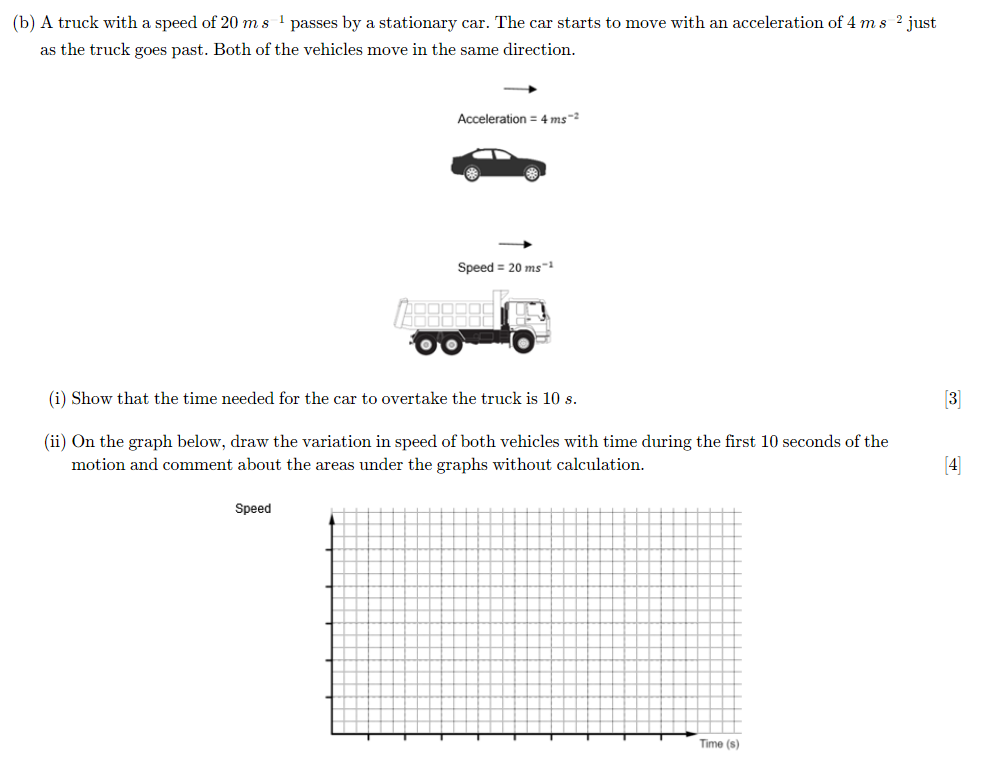 (b) A truck with a speed of 20 m s⁻¹ passes by a stationary car. The car starts to move with an acceleration of 4 m s⁻² just
as the truck goes past. Both of the vehicles move in the same direction.
Acceleration = 4 ms⁻²
Speed = 20 ms⁻¹
(i) Show that the time needed for the car to overtake the truck is 10 s. [3]
(ii) On the graph below, draw the variation in speed of both vehicles with time during the first 10 seconds of the
motion and comment about the areas under the graphs without calculation. [4]
Speed
Time (s)